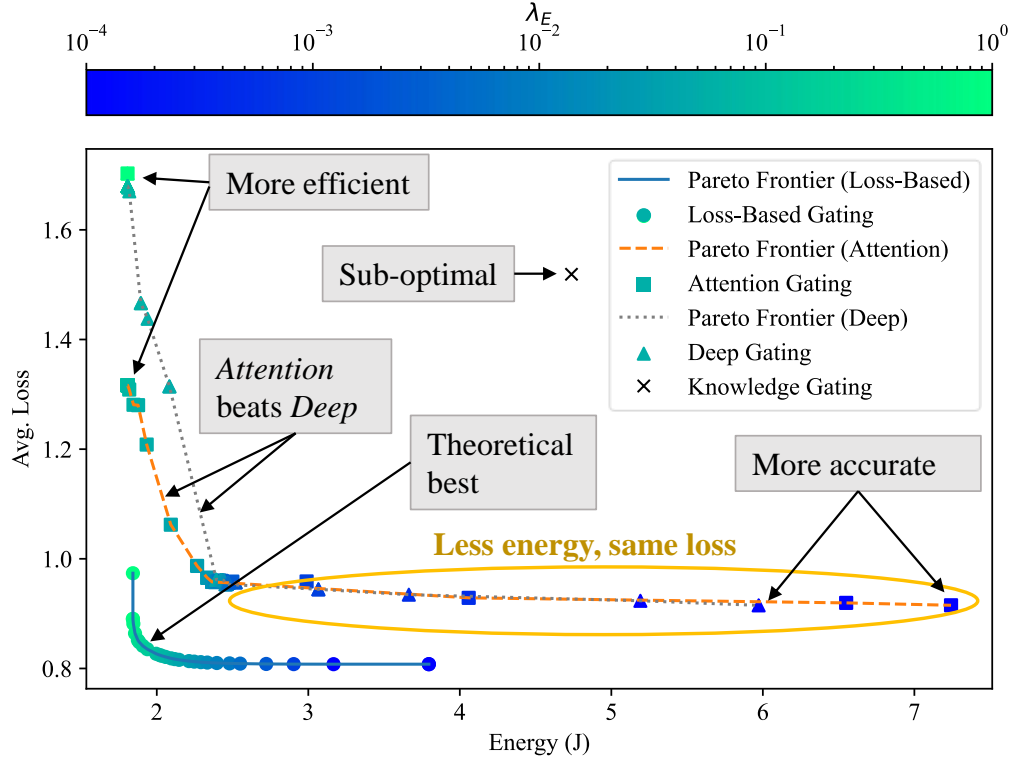 λ_E₂
10⁻⁴ 10⁻³ 10⁻² 10⁻¹ 10⁰
More efficient
Sub-optimal
Attention
beats Deep
Theoretical
best
More accurate
Less energy, same loss
Pareto Frontier (Loss-Based)
Loss-Based Gating
Pareto Frontier (Attention)
Attention Gating
Pareto Frontier (Deep)
Deep Gating
Knowledge Gating
Avg. Loss
1.6
1.4
1.2
1.0
0.8
2 3 4 5 6 7
Energy (J)